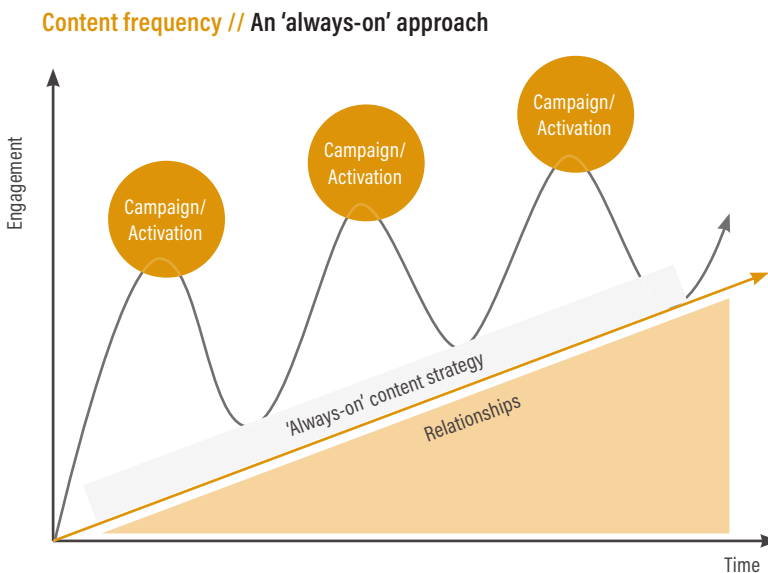 Content frequency // An ‘always-on’ approach
Engagement
Campaign/
Activation
Campaign/
Activation
Campaign/
Activation
‘Always-on’ content strategy
Relationships
Time